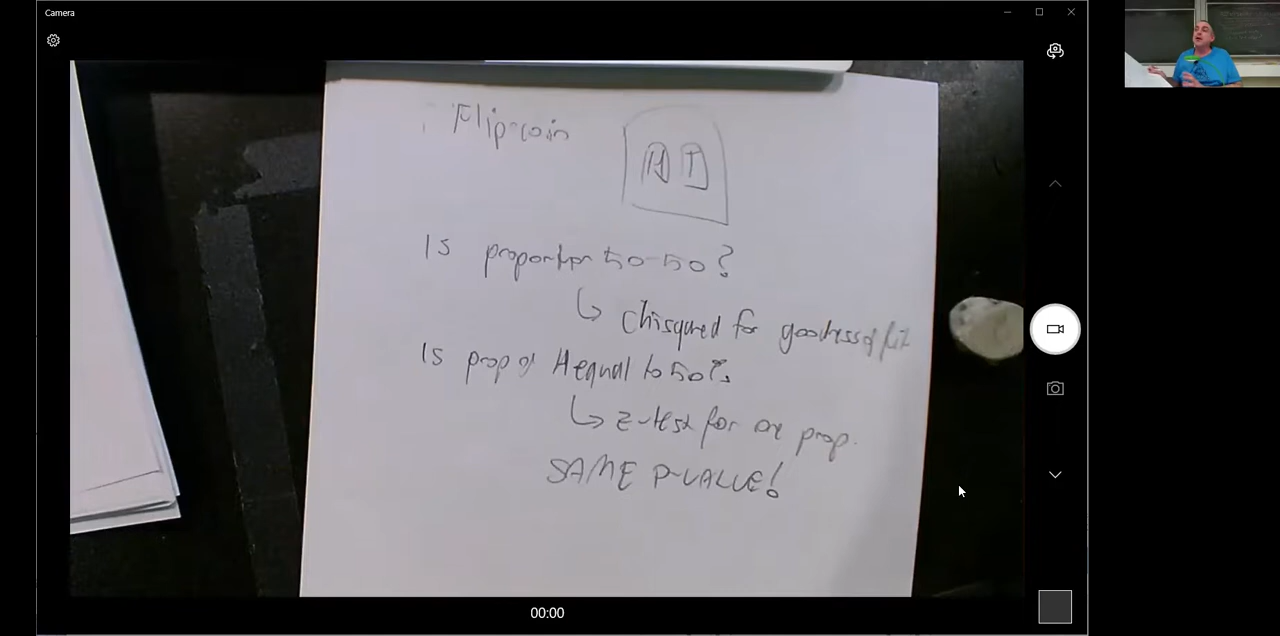 Camera
Flip coin
H T
Is proportion 50-50?
↳ Chisquared for goodness of fit
Is prop of H equal to 50%
↳ z-test for one prop.
SAME P-VALUE!
00:00